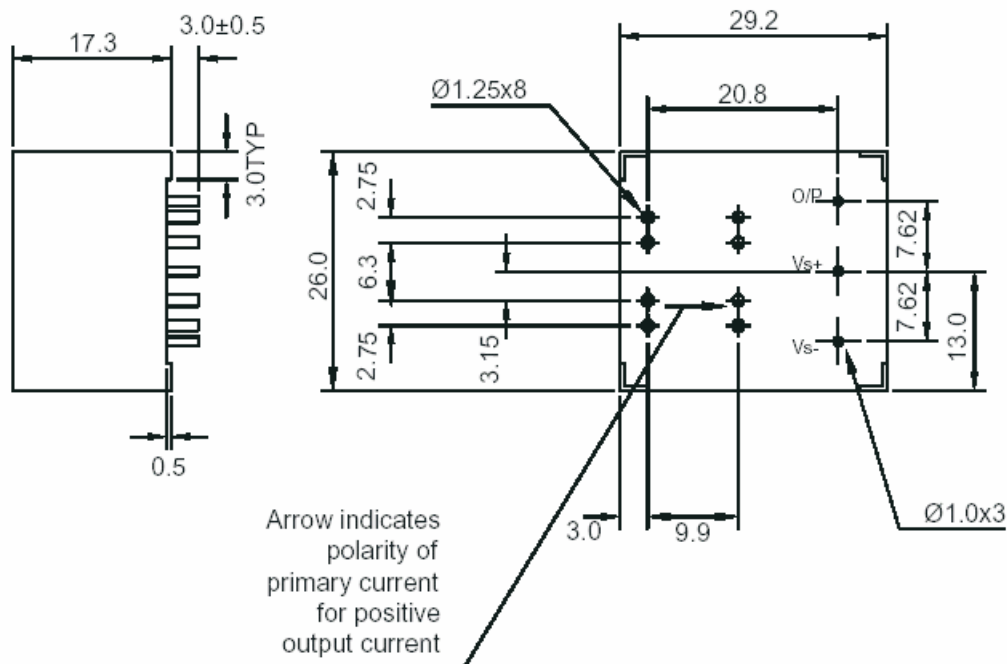 17.3
3.0±0.5
29.2
Ø1.25x8
20.8
3.0TYP
2.75
O/P
7.62
26.0
6.3
Vs+
7.62
13.0
2.75
3.15
Vs-
0.5
3.0
9.9
Ø1.0x3
Arrow indicates
polarity of
primary current
for positive
output current